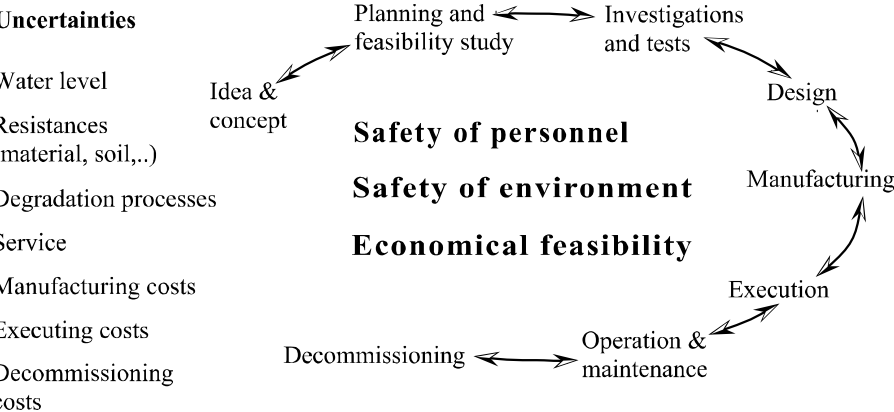 Uncertainties
Water level
Resistances
(material, soil,..)
Degradation processes
Service
Manufacturing costs
Executing costs
Decommissioning
costs
Idea &
concept
Planning and
feasibility study
Investigations
and tests
Design
Manufacturing
Execution
Operation &
maintenance
Decommissioning
Safety of personnel
Safety of environment
Economical feasibility